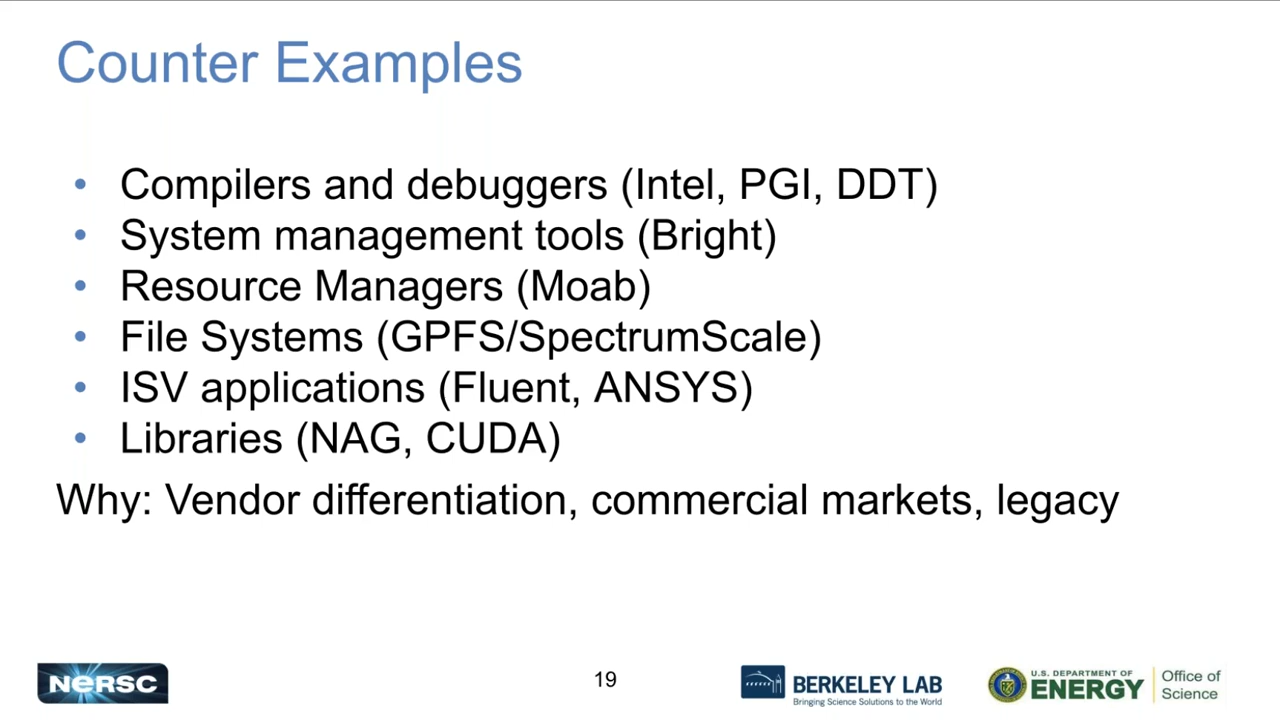 Counter Examples
• Compilers and debuggers (Intel, PGI, DDT)
• System management tools (Bright)
• Resource Managers (Moab)
• File Systems (GPFS/SpectrumScale)
• ISV applications (Fluent, ANSYS)
• Libraries (NAG, CUDA)
Why: Vendor differentiation, commercial markets, legacy
NERSC
19
BERKELEY LAB
Bringing Science Solutions to the World
U.S. DEPARTMENT OF
ENERGY
Office of
Science